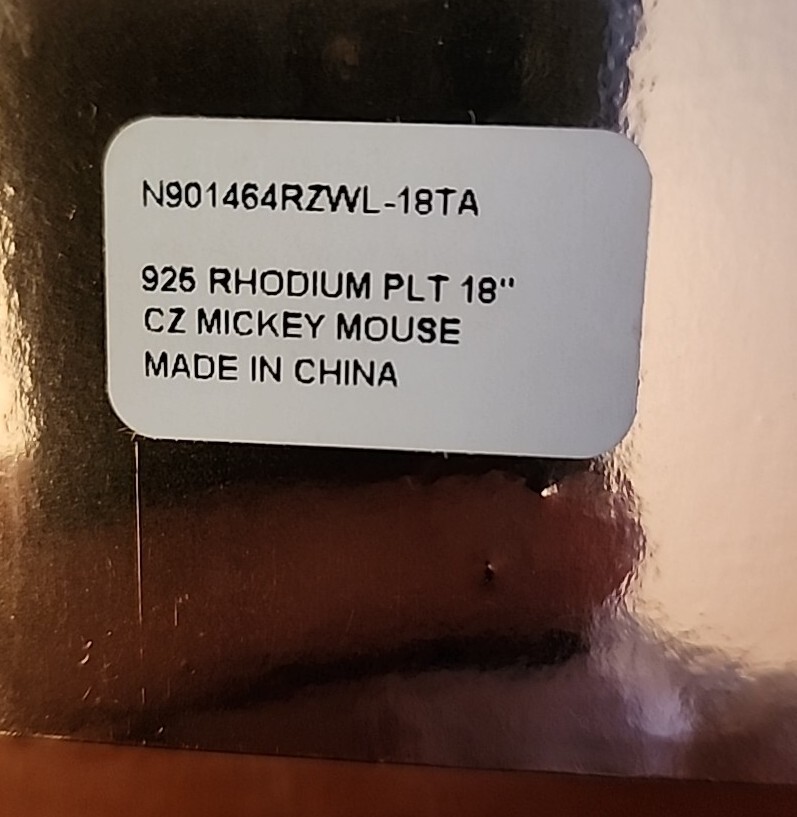 N901464RZWL-18TA
925 RHODIUM PLT 18"
CZ MICKEY MOUSE
MADE IN CHINA